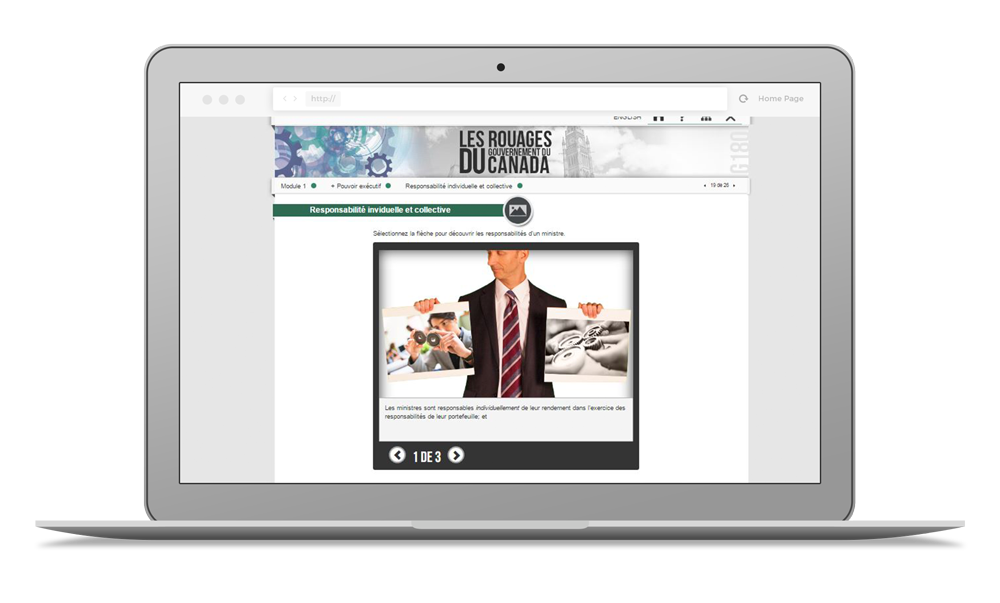 http://
Home Page
ENGLISH
LES ROUAGES
GOUVERNEMENT DU
DU CANADA
G180
Module 1
+ Pouvoir exécutif
Responsabilité individuelle et collective
19 de 26
Responsabilité inviduelle et collective
Sélectionnez la flèche pour découvrir les responsabilités d'un ministre.
Les ministres sont responsables individuellement de leur rendement dans l'exercice des
responsabilités de leur portefeuille; et
1 DE 3